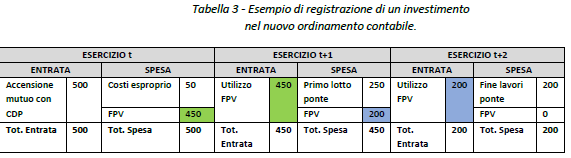 Tabella 3 - Esempio di registrazione di un investimento
nel nuovo ordinamento contabile.
ESERCIZIO t ESERCIZIO t+1 ESERCIZIO t+2
ENTRATA SPESA ENTRATA SPESA ENTRATA SPESA
Accensione 500 Costi esproprio 50 Utilizzo 450 Primo lotto 250 Utilizzo 200 Fine lavori 200
mutuo con FPV ponte FPV ponte
CDP FPV 450 FPV 200 FPV 0
Tot. Entrata 500 Tot. Spesa 500 Tot. 450 Tot. Spesa 450 Tot. 200 Tot. Spesa 200
Entrata Entrata